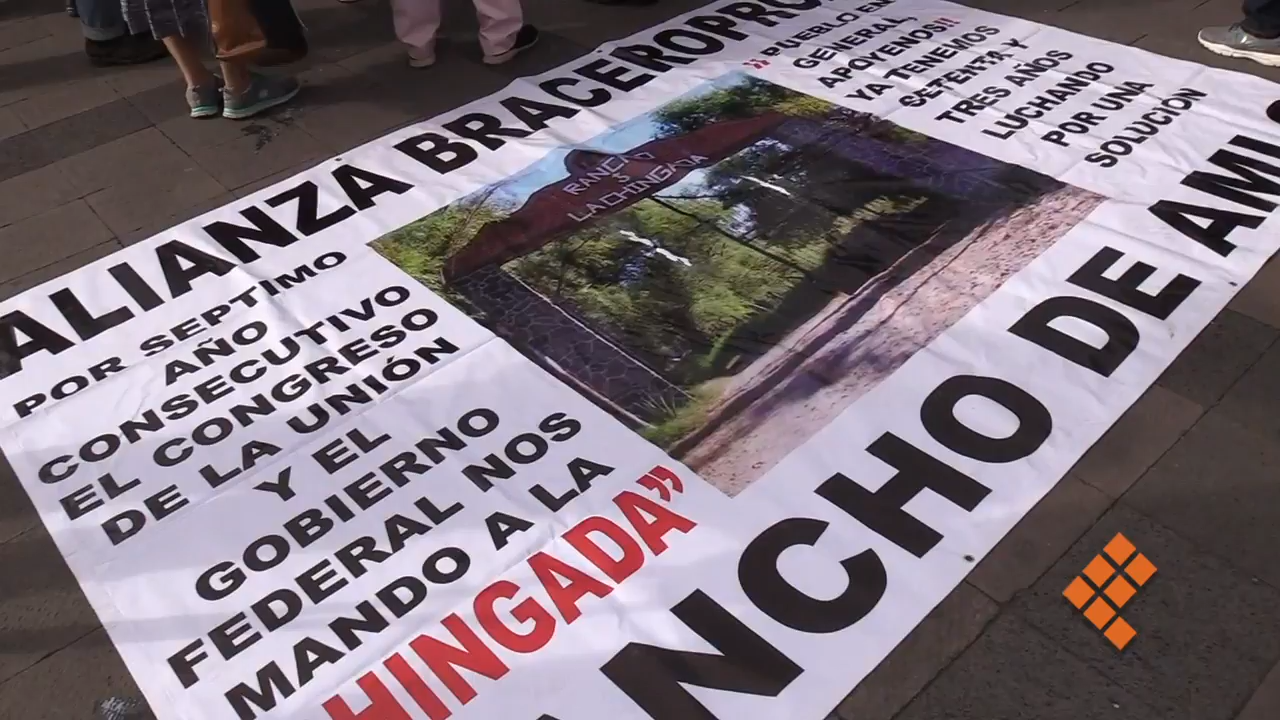 ALIANZA BRACEROPRO
POR SEPTIMO
AÑO
CONSECUTIVO
EL CONGRESO
DE LA UNIÓN
Y EL
GOBIERNO
FEDERAL NOS
MANDO A LA
HINGADA"
RANCHO
LA CHINGADA
"PUEBLO EN
GENERAL,
APOYENOS!!
YA TENEMOS
SETENTA Y
TRES AÑOS
LUCHANDO
POR UNA
SOLUCIÓN
NCHO DE AML